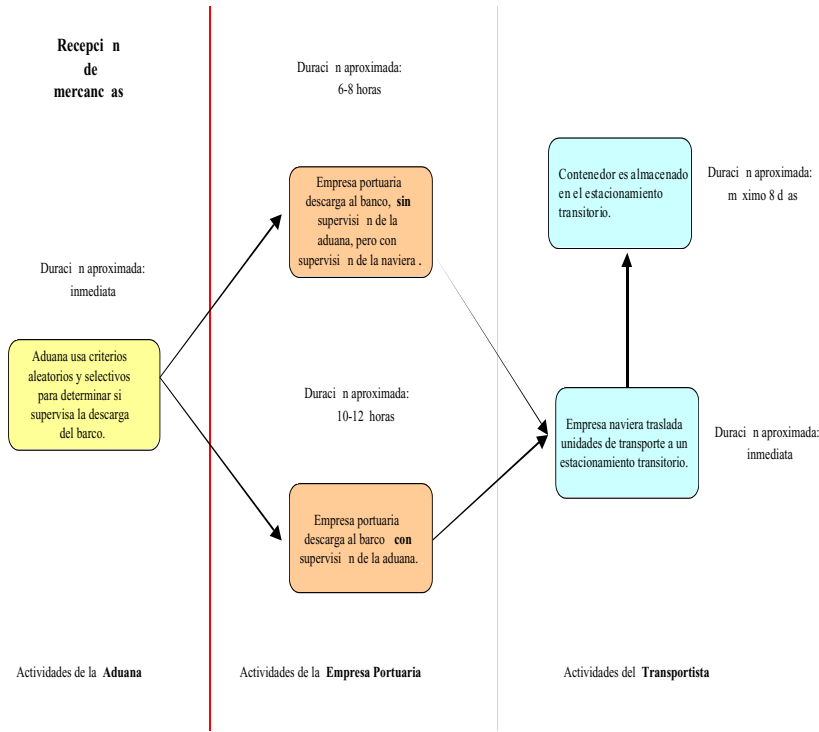 Recepci n
de
mercanc as
Duraci n aproximada:
inmediata
Aduana usa criterios
aleatorios y selectivos
para determinar si
supervisa la descarga
del barco.
Actividades de la Aduana
Duraci n aproximada:
6-8 horas
Empresa portuaria
descarga al banco, sin
supervisi n de la
aduana, pero con
supervisi n de la naviera .
Duraci n aproximada:
10-12 horas
Empresa portuaria
descarga al barco con
supervisi n de la aduana.
Actividades de la Empresa Portuaria
Contenedor es almacenado
en el estacionamiento
transitorio.
Duraci n aproximada:
m ximo 8 d as
Empresa naviera traslada
unidades de transporte a un
estacionamiento transitorio.
Duraci n aproximada:
inmediata
Actividades del Transportista